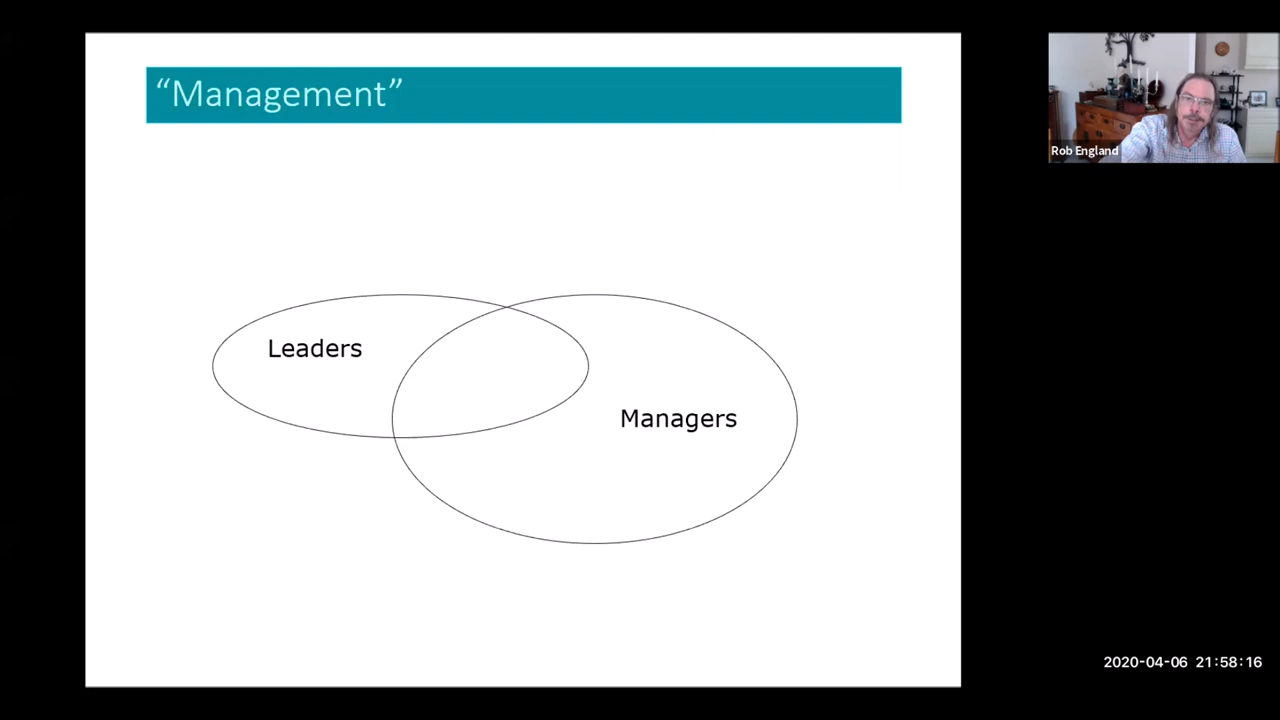 “Management”
Rob England
Leaders
Managers
2020-04-06 21:58:16